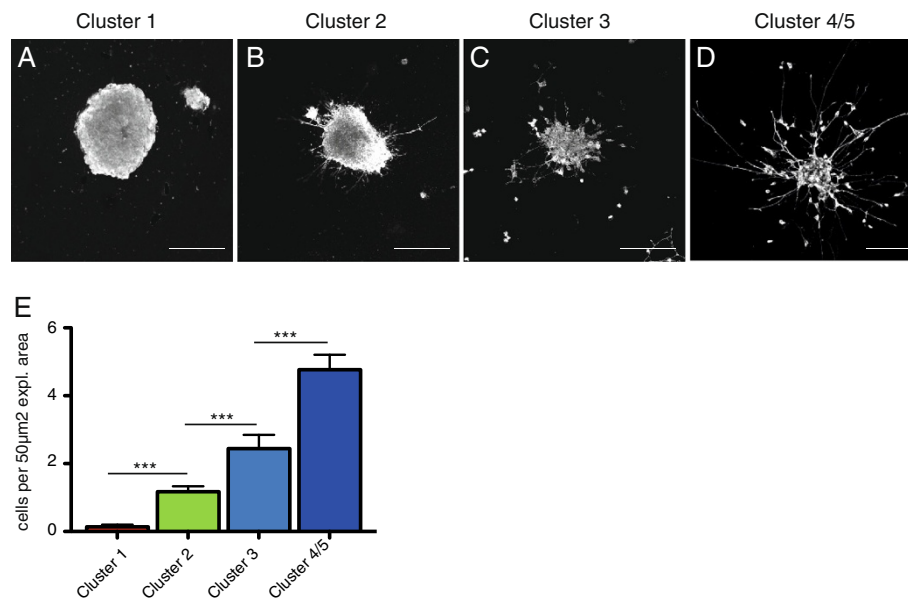 Cluster 1 Cluster 2 Cluster 3 Cluster 4/5
A B C D
E
cells per 50µm2 expl. area
6
4
2
0
***
***
***
Cluster 1
Cluster 2
Cluster 3
Cluster 4/5